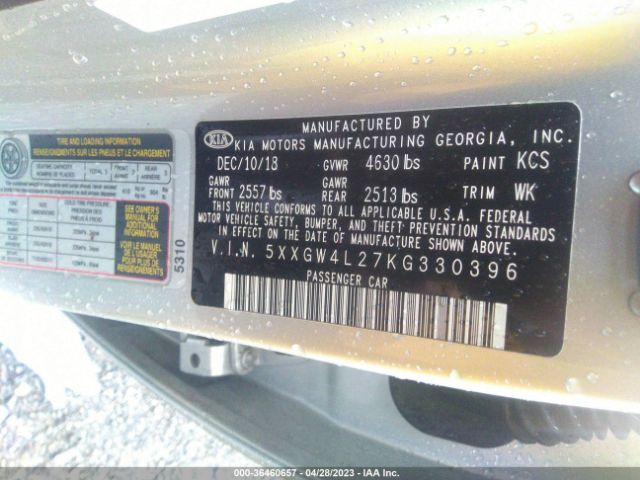 MANUFACTURED BY
KIA KIA MOTORS MANUFACTURING GEORGIA, INC.
DEC/10/18 GVWR 4630 lbs PAINT KCS
GAWR GAWR
FRONT 2557 lbs REAR 2513 lbs TRIM WK
THIS VEHICLE CONFORMS TO ALL APPLICABLE U.S.A. FEDERAL
MOTOR VEHICLE SAFETY, BUMPER, AND THEFT PREVENTION STANDARDS
IN EFFECT ON THE DATE OF MANUFACTURE SHOWN ABOVE.
V.I.N. 5XXGW4L27KG330396
PASSENGER CAR
5310
TIRE AND LOADING INFORMATION
RENSEIGNEMENTS SUR LES PNEUS ET LE CHARGEMENT
SEE OWNER'S
MANUAL FOR
ADDITIONAL
INFORMATION
VOIR LE MANUEL
DE L'USAGER
POUR PLUS DE
RENSEIGNEMENTS
000-36460657 - 04/28/2023 - IAA Inc.